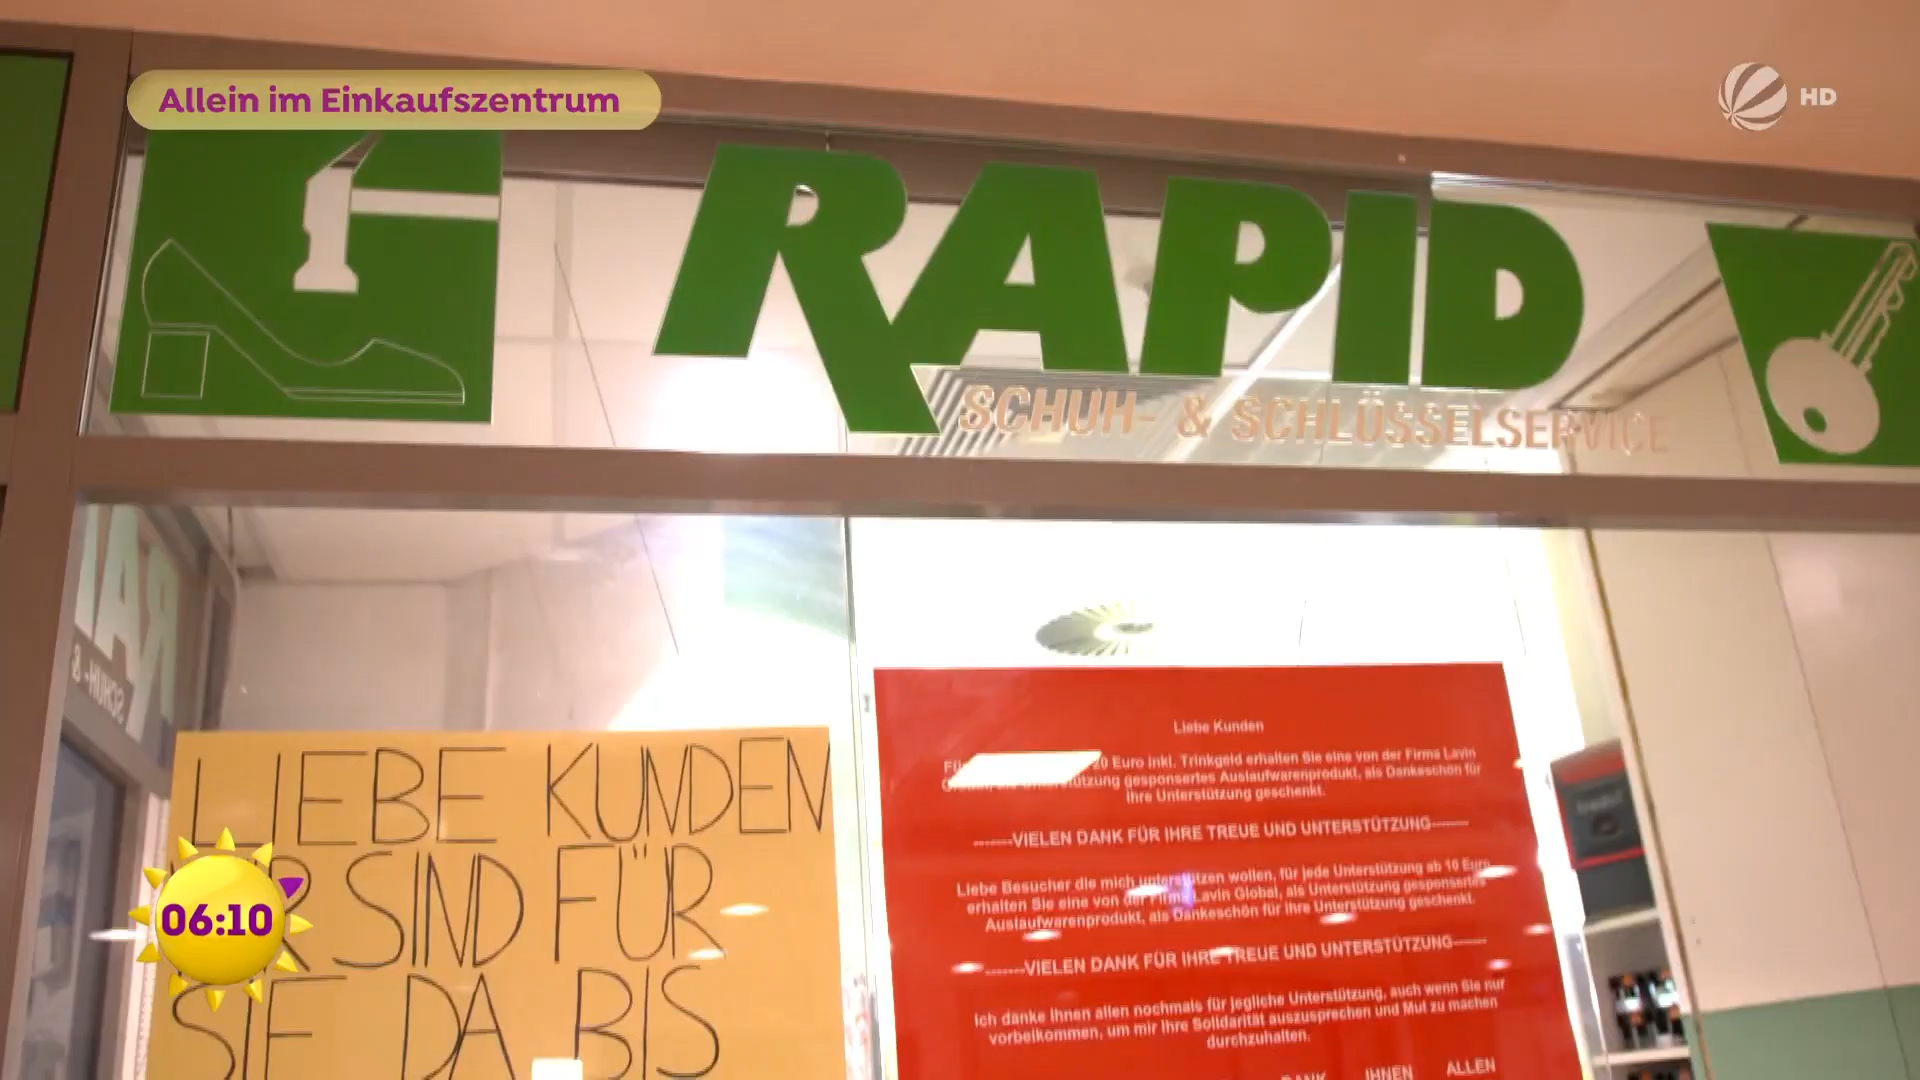 Allein im Einkaufszentrum
HD
RAPID
SCHUH- & SCHLÜSSELSERVICE
LIEBE KUNDEN
SIND FÜR
SIE DA BIS
06:10
Liebe Kunden
20 Euro inkl. Trinkgeld erhalten Sie eine von der Firma Lavin
gesponsertes Auslaufwarenprodukt, als Dankeschön für
Ihre Unterstützung geschenkt.
-------VIELEN DANK FÜR IHRE TREUE UND UNTERSTÜTZUNG-------
Liebe Besucher die mich unterstützen wollen, für jede Unterstützung ab 10 Euro
erhalten Sie eine von der Firma Lavin Global, als Unterstützung gesponsertes
Auslaufwarenprodukt, als Dankeschön für Ihre Unterstützung geschenkt.
-------VIELEN DANK FÜR IHRE TREUE UND UNTERSTÜTZUNG-------
Ich danke Ihnen allen nochmals für jegliche Unterstützung, auch wenn Sie nur
vorbeikommen, um mir Ihre Solidarität auszusprechen und Mut zu machen
durchzuhalten.
DANK IHNEN ALLEN